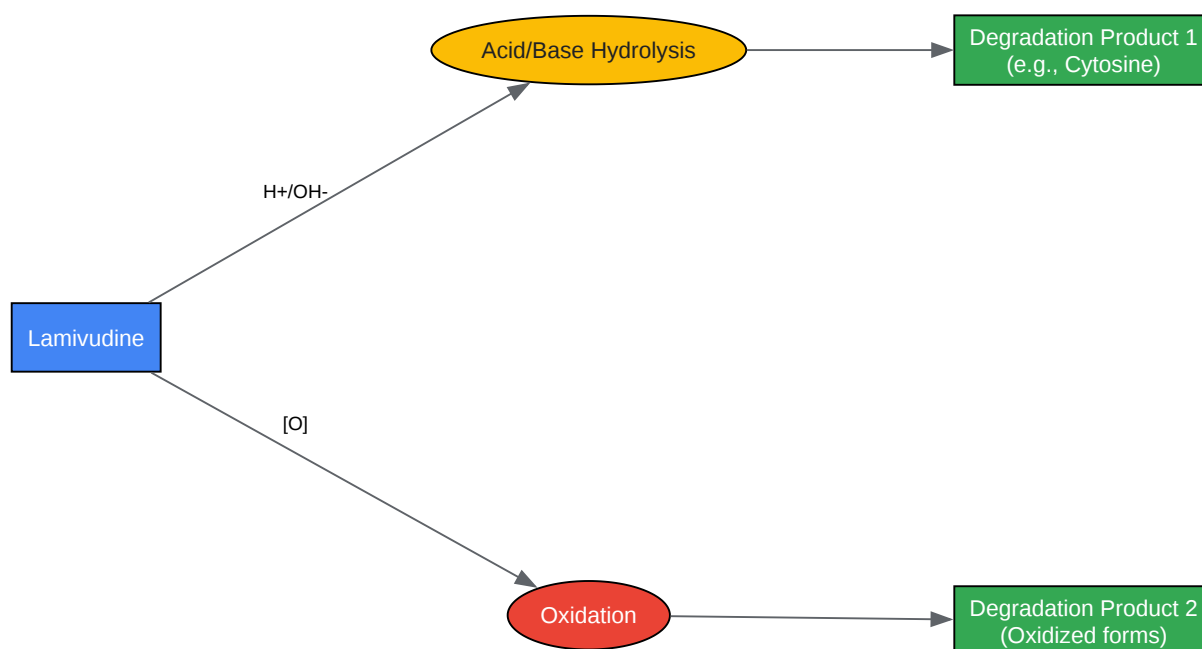 Acid/Base Hydrolysis
Degradation Product 1
(e.g., Cytosine)
H+/OH-
Lamivudine
[O]
Oxidation
Degradation Product 2
(Oxidized forms)